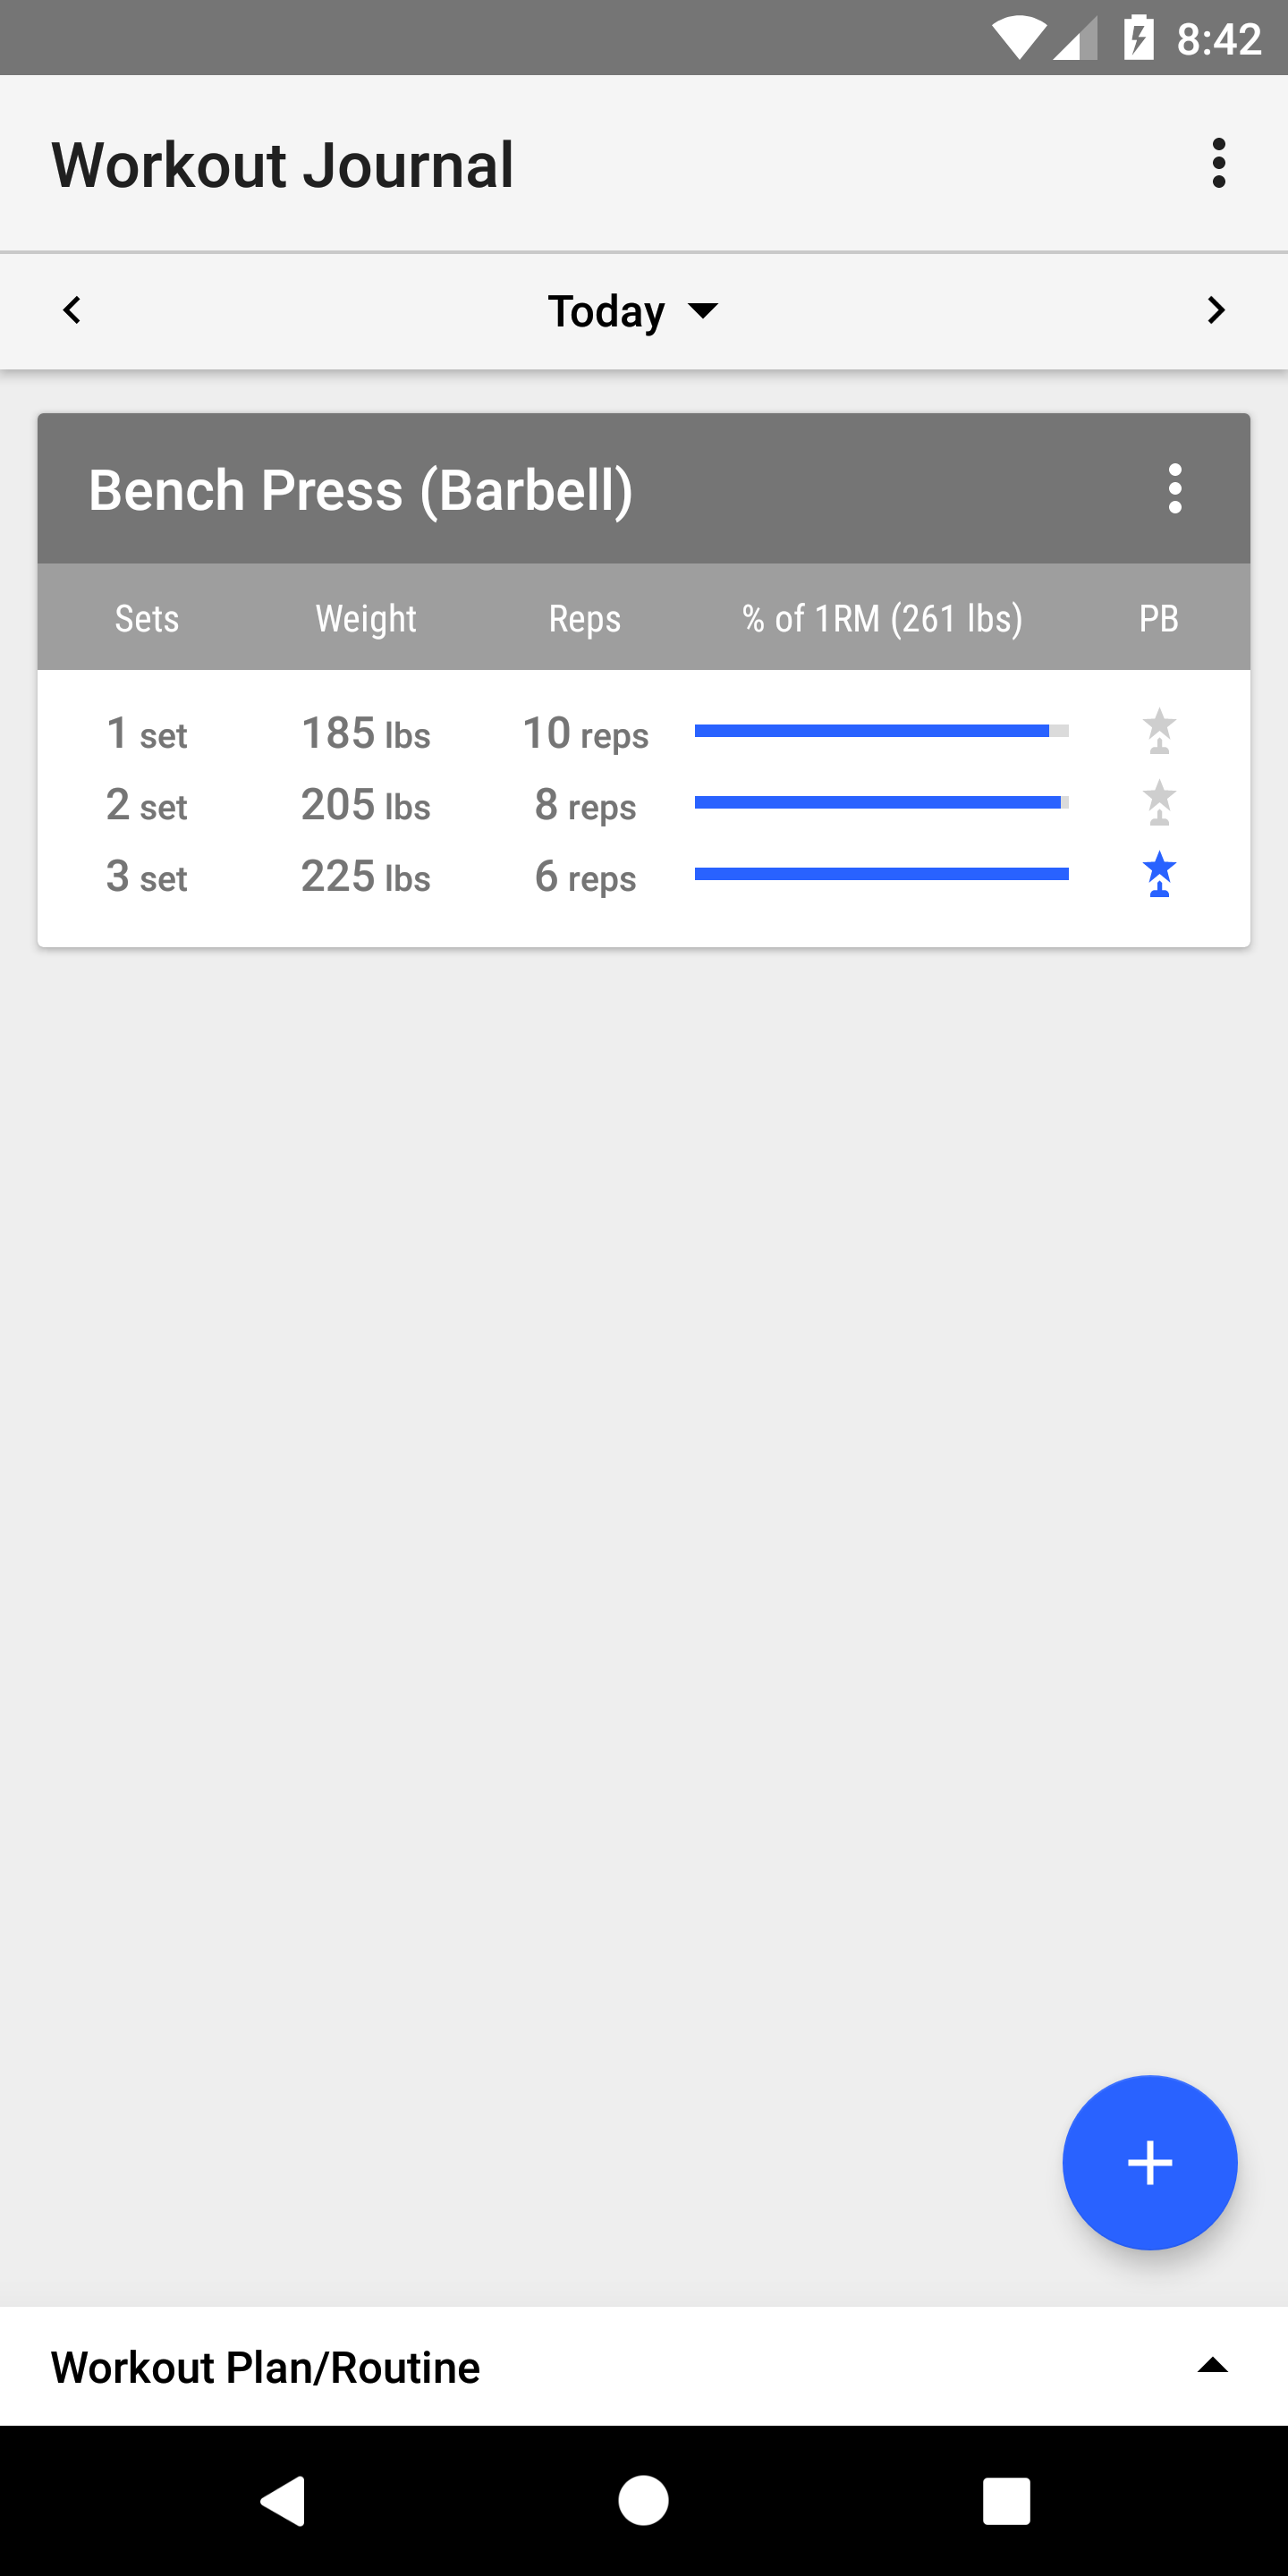 8:42
Workout Journal
Today
Bench Press (Barbell)
Sets Weight Reps % of 1RM (261 lbs) PB
1 set 185 lbs 10 reps
2 set 205 lbs 8 reps
3 set 225 lbs 6 reps
Workout Plan/Routine